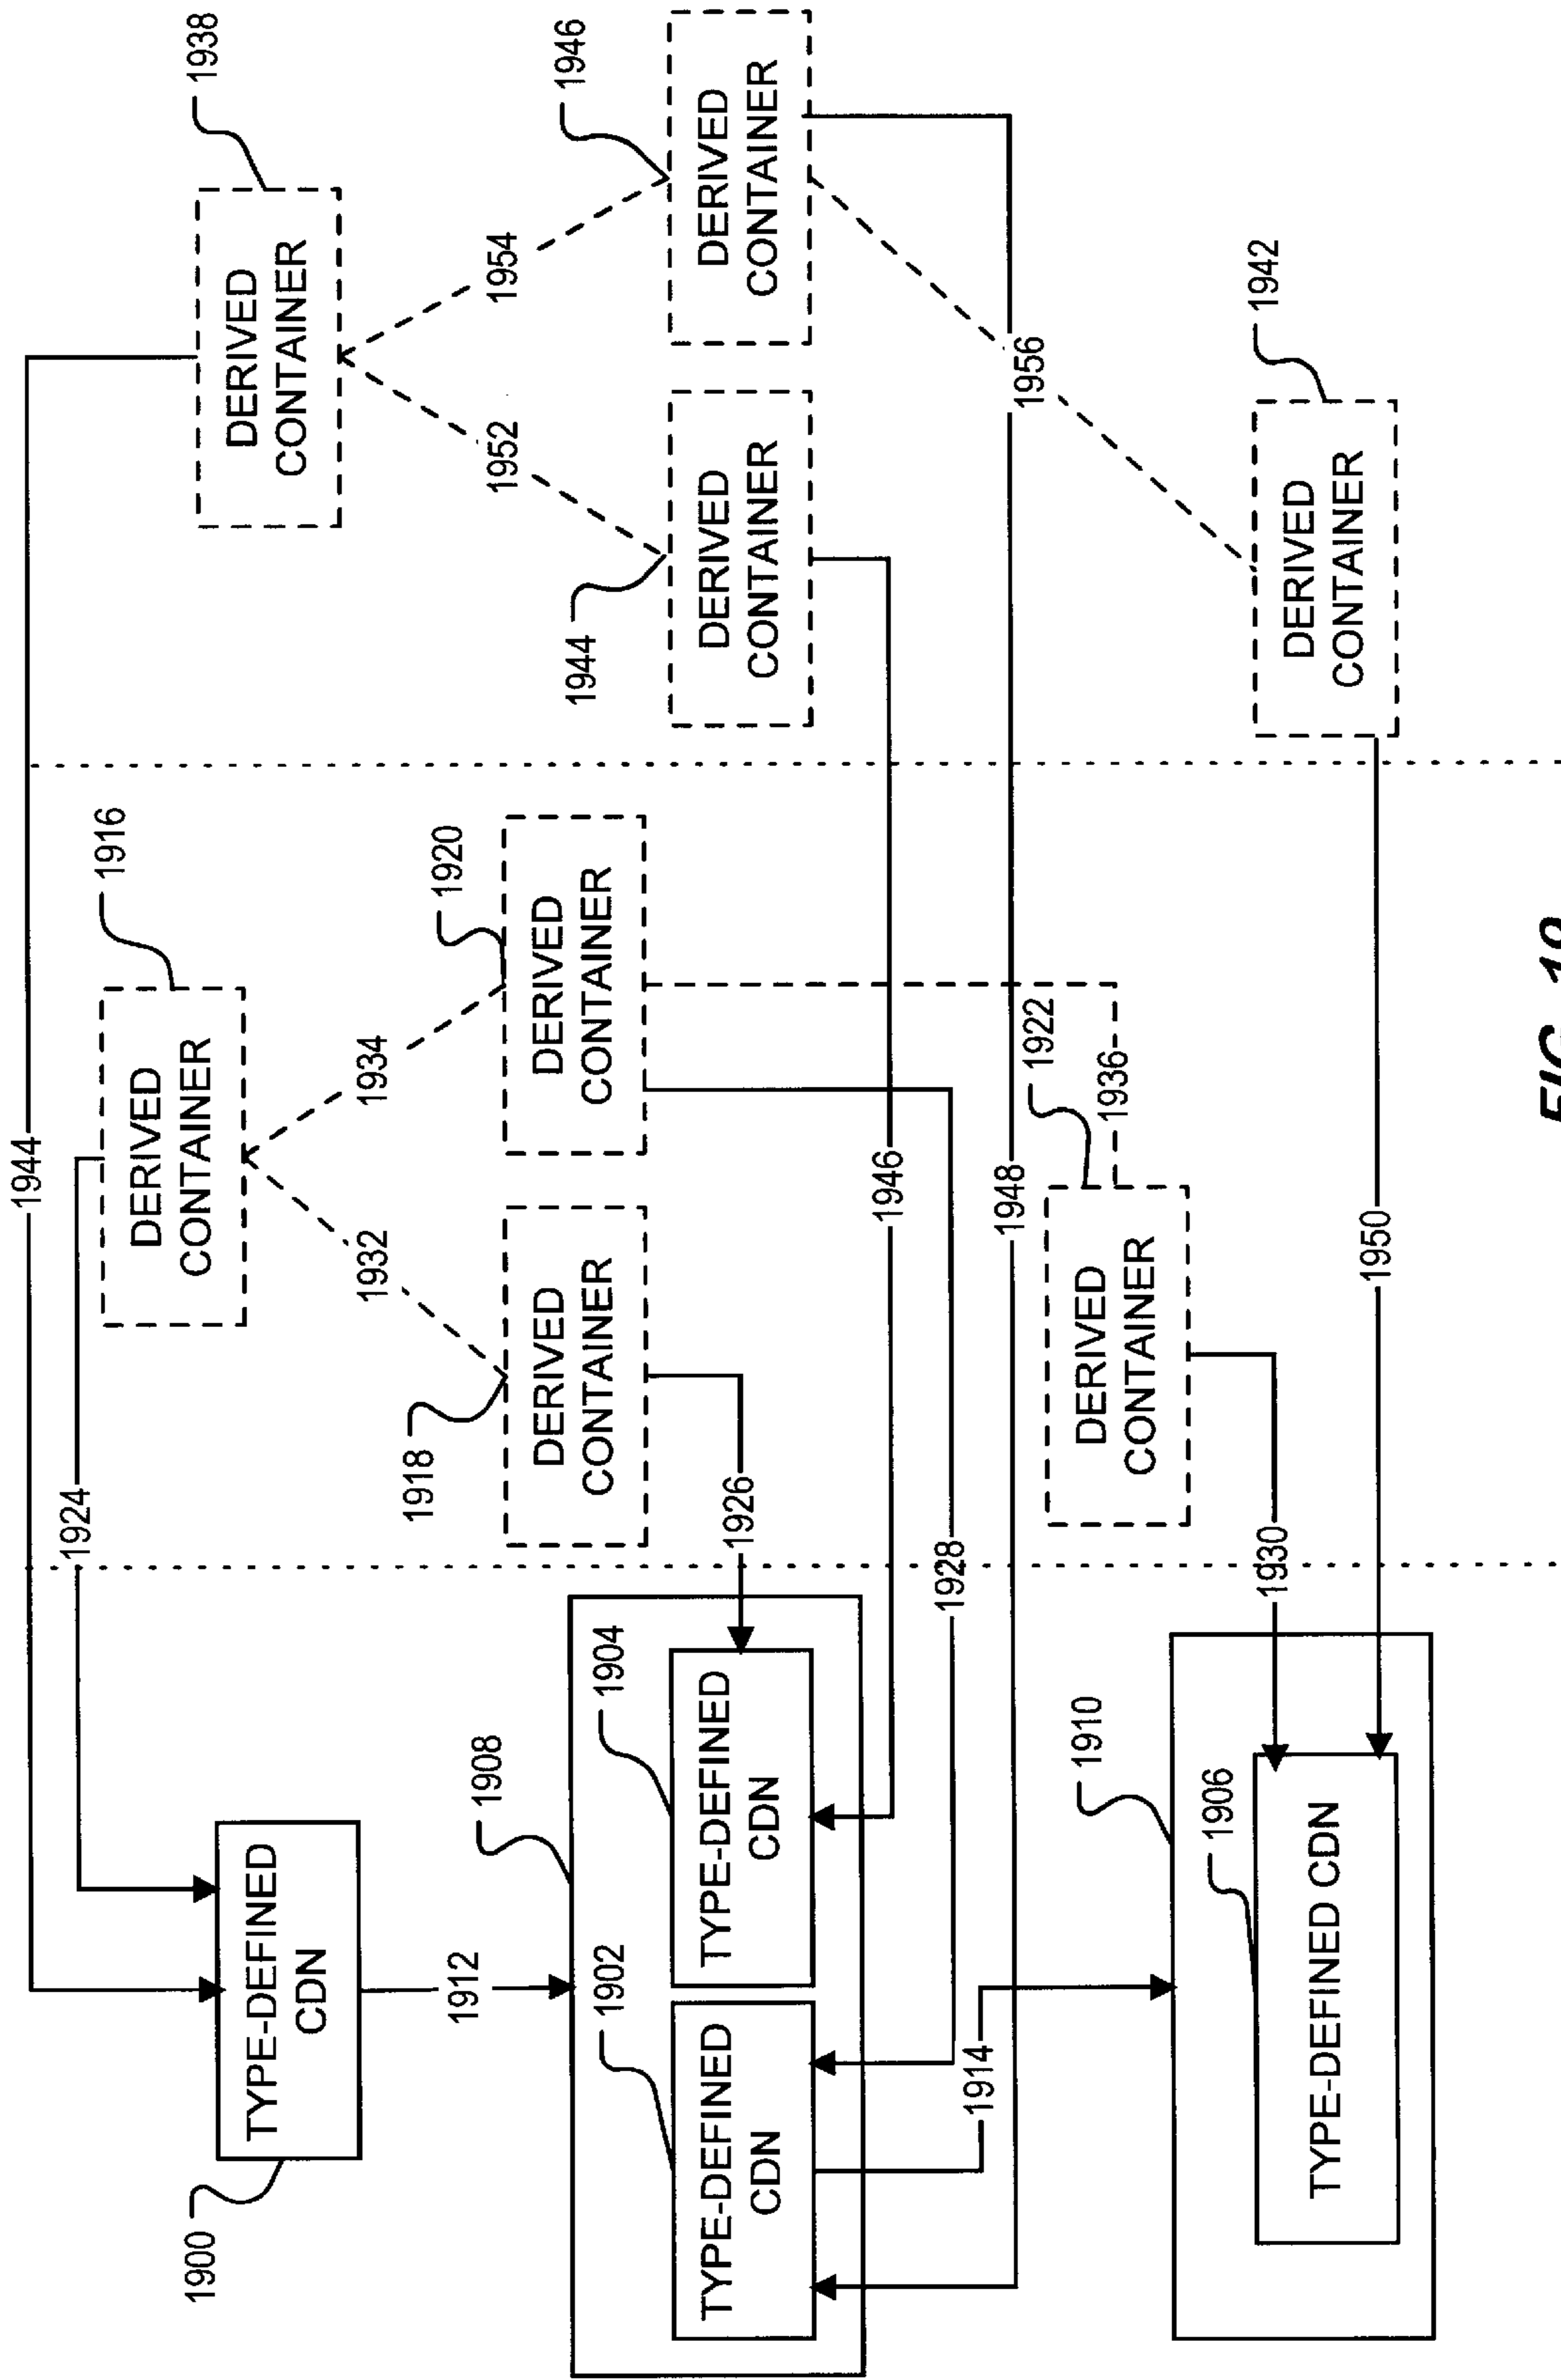 1944
1938
1924
1916
DERIVED
CONTAINER
DERIVED
CONTAINER
1900
TYPE-DEFINED
CDN
1932
1934
1952
1954
1912
1918
1920
1944
1946
1908
DERIVED
CONTAINER
DERIVED
CONTAINER
1902
1904
TYPE-DEFINED
CDN
TYPE-DEFINED
CDN
DERIVED
CONTAINER
DERIVED
CONTAINER
1926
1946
1928
1914
1948
1956
1922
1936
1910
DERIVED
CONTAINER
1906
1930
1942
TYPE-DEFINED CDN
DERIVED
CONTAINER
1950
FIG. 19